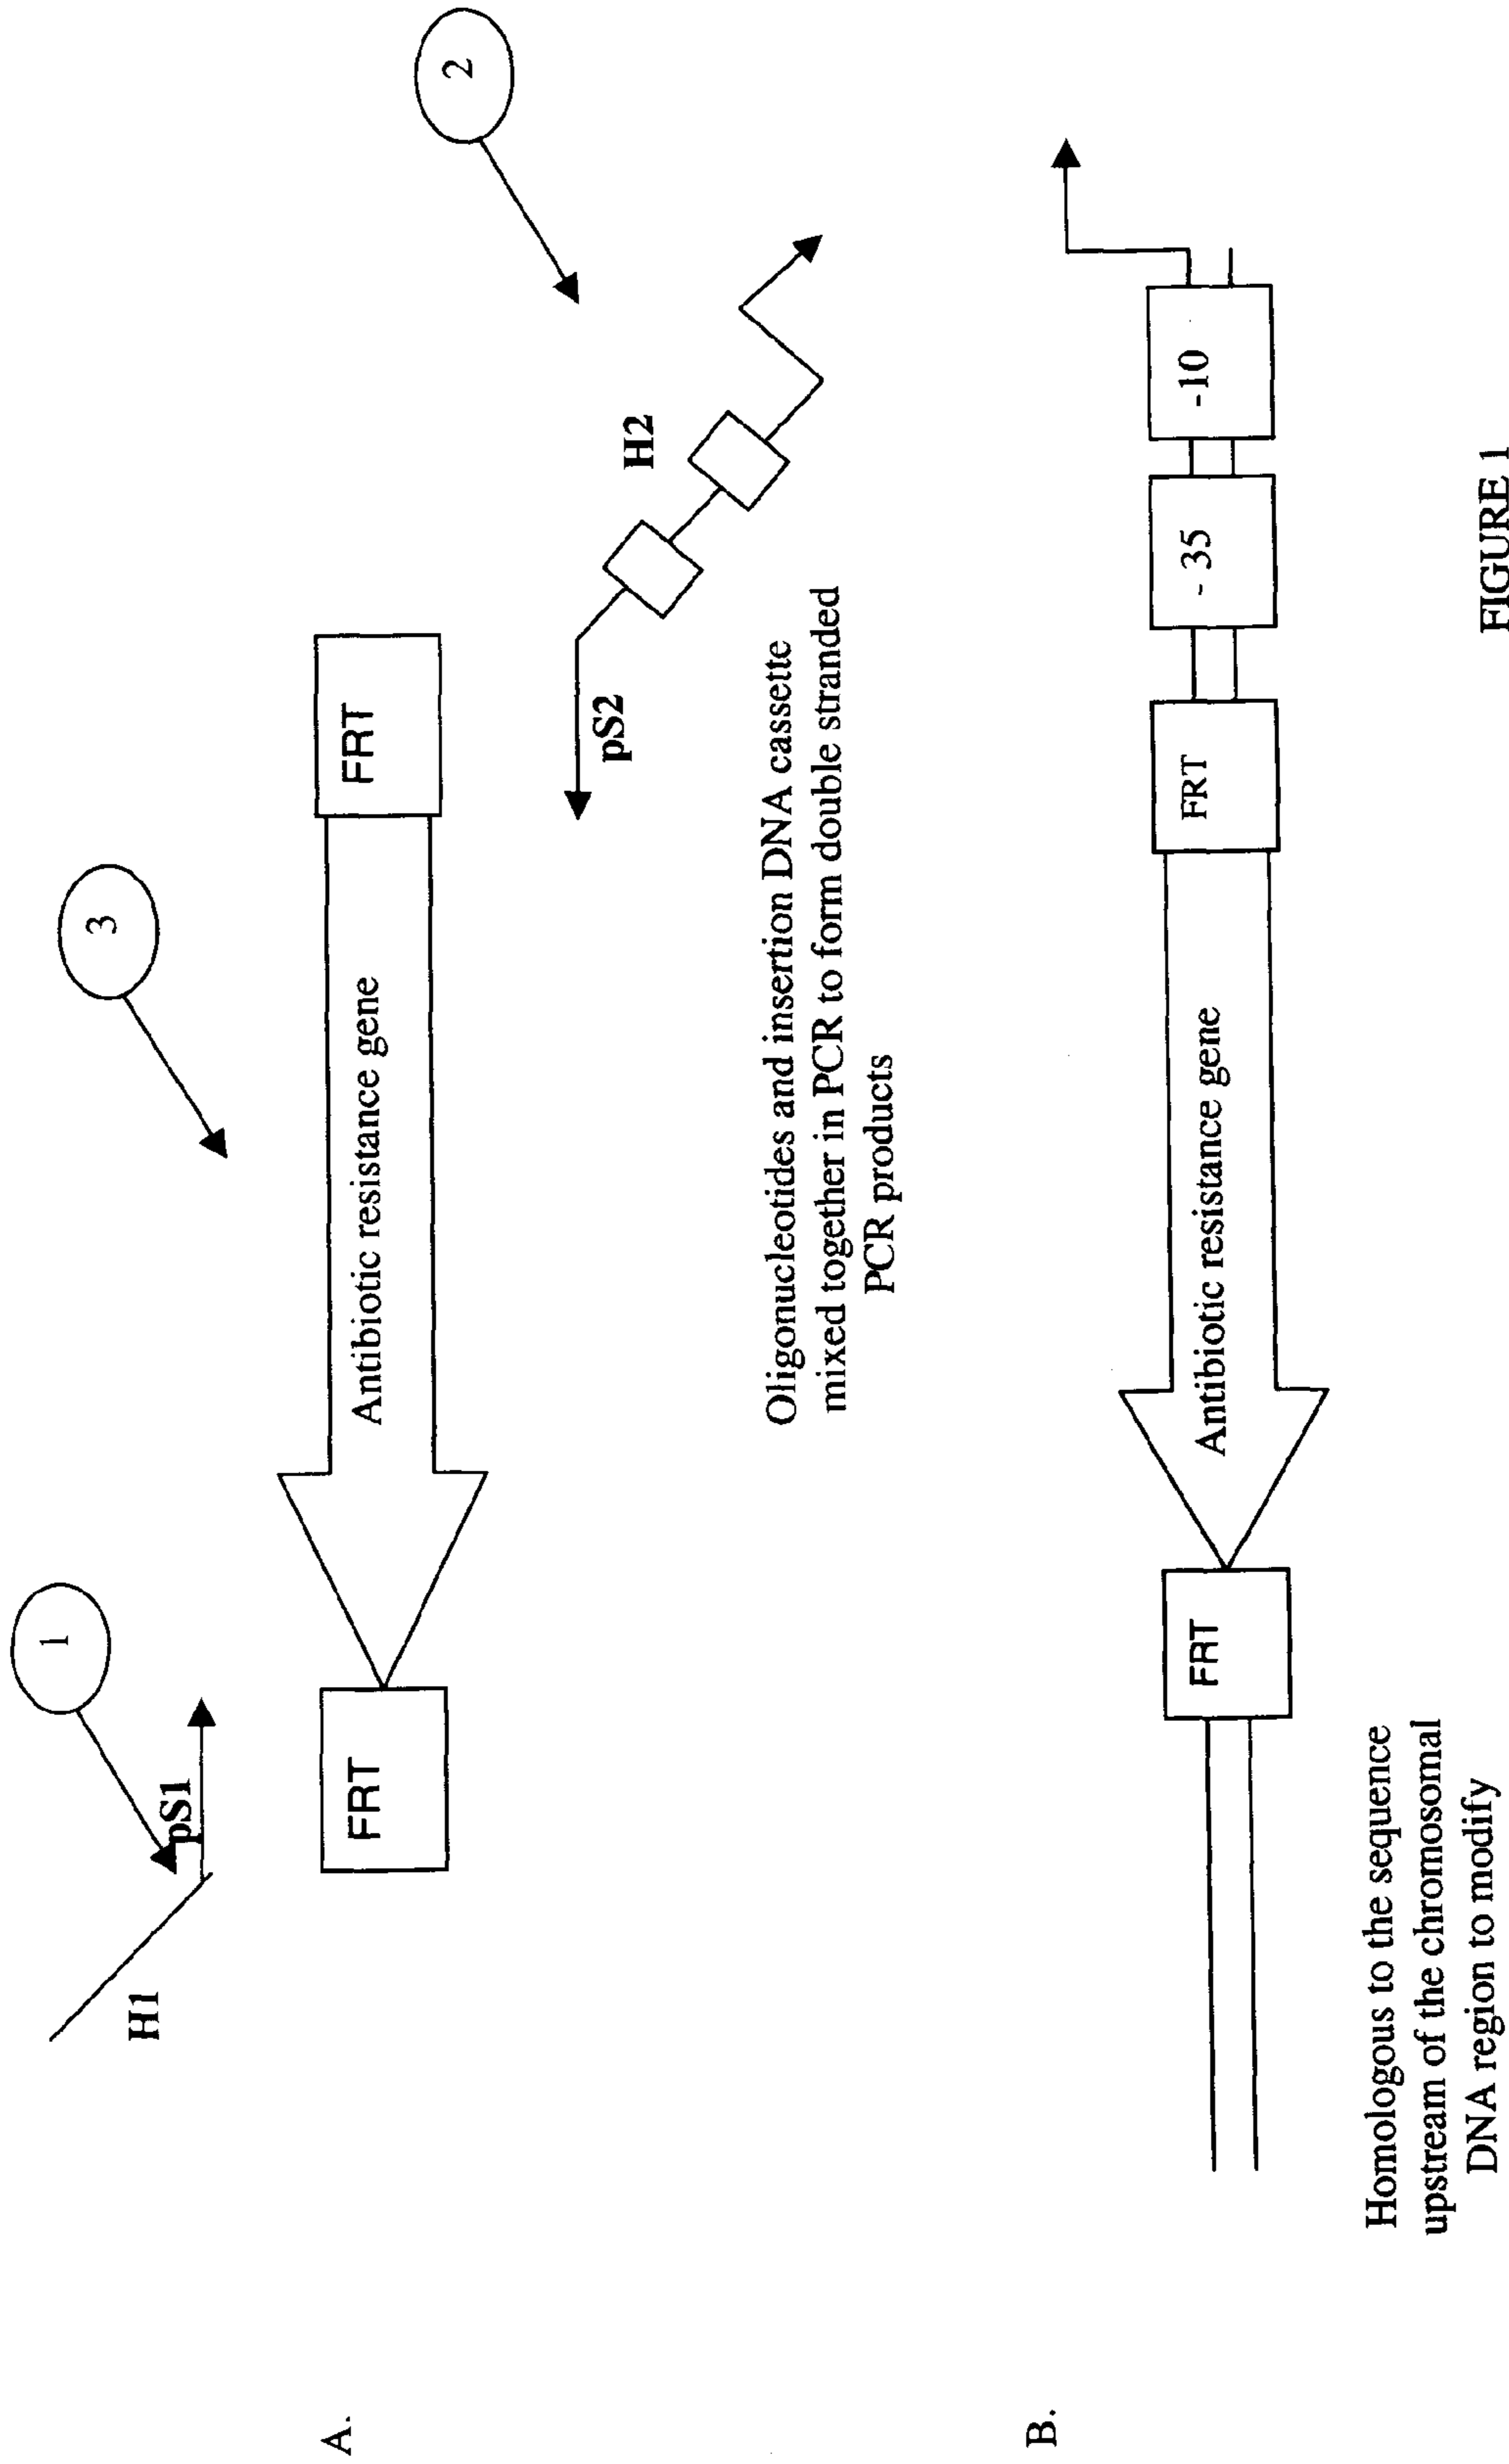 A.
H1
pS1
1
3
2
FRT
Antibiotic resistance gene
FRT
pS2
H2
Oligonucleotides and insertion DNA cassette
mixed together in PCR to form double stranded
PCR products
B.
FRT
Antibiotic resistance gene
FRT
- 35
-10
Homologous to the sequence
upstream of the chromosomal
DNA region to modify
FIGURE 1